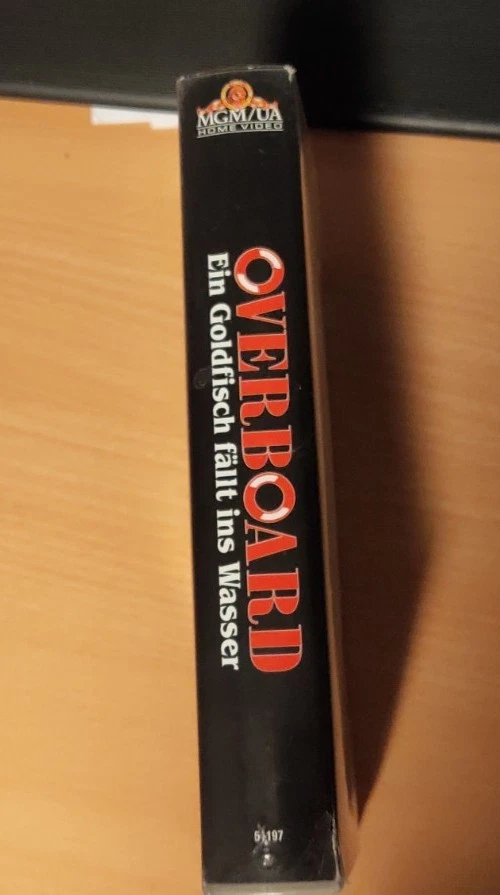 MGM/UA
HOME VIDEO
OVERBOARD
Ein Goldfisch fällt ins Wasser